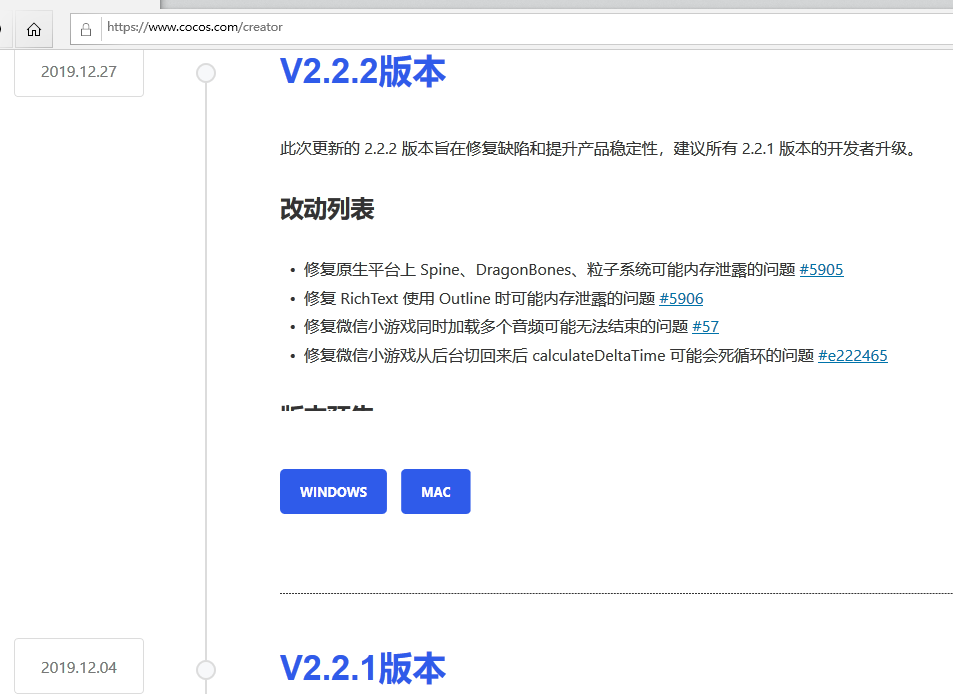 https://www.cocos.com/creator
2019.12.27
V2.2.2版本
此次更新的 2.2.2 版本旨在修复缺陷和提升产品稳定性，建议所有 2.2.1 版本的开发者升级。
改动列表
• 修复原生平台上 Spine、DragonBones、粒子系统可能内存泄露的问题 #5905
• 修复 RichText 使用 Outline 时可能内存泄露的问题 #5906
• 修复微信小游戏同时加载多个音频可能无法结束的问题 #57
• 修复微信小游戏从后台切回来后 calculateDeltaTime 可能会死循环的问题 #e222465
WINDOWS MAC
2019.12.04
V2.2.1版本